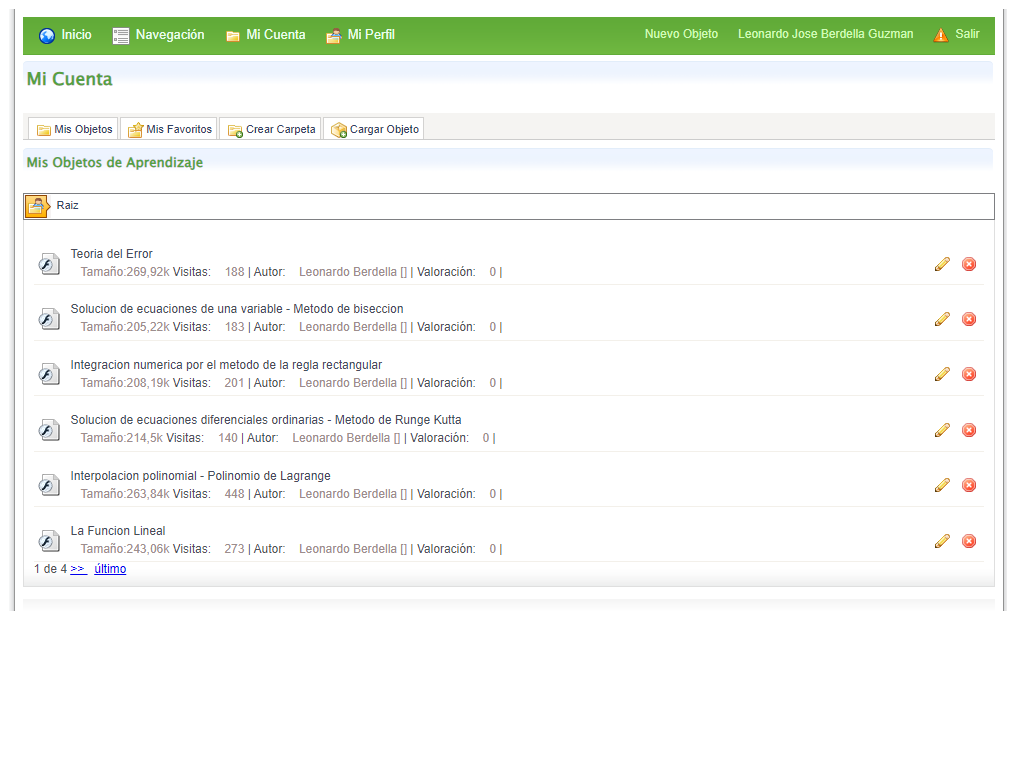 Inicio Navegación Mi Cuenta Mi Perfil Nuevo Objeto Leonardo Jose Berdella Guzman Salir
Mi Cuenta
Mis Objetos Mis Favoritos Crear Carpeta Cargar Objeto
Mis Objetos de Aprendizaje
Raiz
Teoria del Error
Tamaño:269,92k Visitas: 188 | Autor: Leonardo Berdella [] | Valoración: 0 |
Solucion de ecuaciones de una variable - Metodo de biseccion
Tamaño:205,22k Visitas: 183 | Autor: Leonardo Berdella [] | Valoración: 0 |
Integracion numerica por el metodo de la regla rectangular
Tamaño:208,19k Visitas: 201 | Autor: Leonardo Berdella [] | Valoración: 0 |
Solucion de ecuaciones diferenciales ordinarias - Metodo de Runge Kutta
Tamaño:214,5k Visitas: 140 | Autor: Leonardo Berdella [] | Valoración: 0 |
Interpolacion polinomial - Polinomio de Lagrange
Tamaño:263,84k Visitas: 448 | Autor: Leonardo Berdella [] | Valoración: 0 |
La Funcion Lineal
Tamaño:243,06k Visitas: 273 | Autor: Leonardo Berdella [] | Valoración: 0 |
1 de 4 >> último